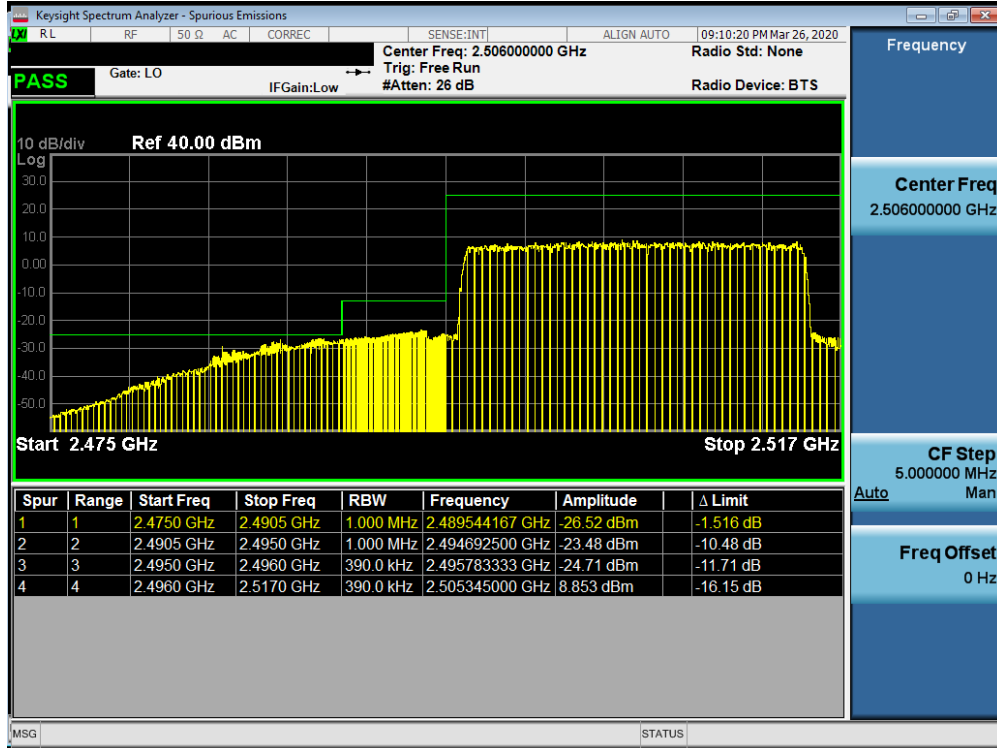 Keysight Spectrum Analyzer - Spurious Emissions
LXI RL RF 50 Ω AC CORREC SENSE:INT ALIGN AUTO 09:10:20 PM Mar 26, 2020
Center Freq: 2.506000000 GHz Radio Std: None
PASS Gate: LO Trig: Free Run
IFGain:Low #Atten: 26 dB Radio Device: BTS
10 dB/div Ref 40.00 dBm
Log
30.0
20.0
10.0
0.00
-10.0
-20.0
-30.0
-40.0
-50.0
Start 2.475 GHz Stop 2.517 GHz
Spur Range Start Freq Stop Freq RBW Frequency Amplitude Δ Limit
1 1 2.4750 GHz 2.4905 GHz 1.000 MHz 2.489544167 GHz -26.52 dBm -1.516 dB
2 2 2.4905 GHz 2.4950 GHz 1.000 MHz 2.494692500 GHz -23.48 dBm -10.48 dB
3 3 2.4950 GHz 2.4960 GHz 390.0 kHz 2.495783333 GHz -24.71 dBm -11.71 dB
4 4 2.4960 GHz 2.5170 GHz 390.0 kHz 2.505345000 GHz 8.853 dBm -16.15 dB
Frequency
Center Freq
2.506000000 GHz
CF Step
5.000000 MHz
Auto Man
Freq Offset
0 Hz
MSG STATUS